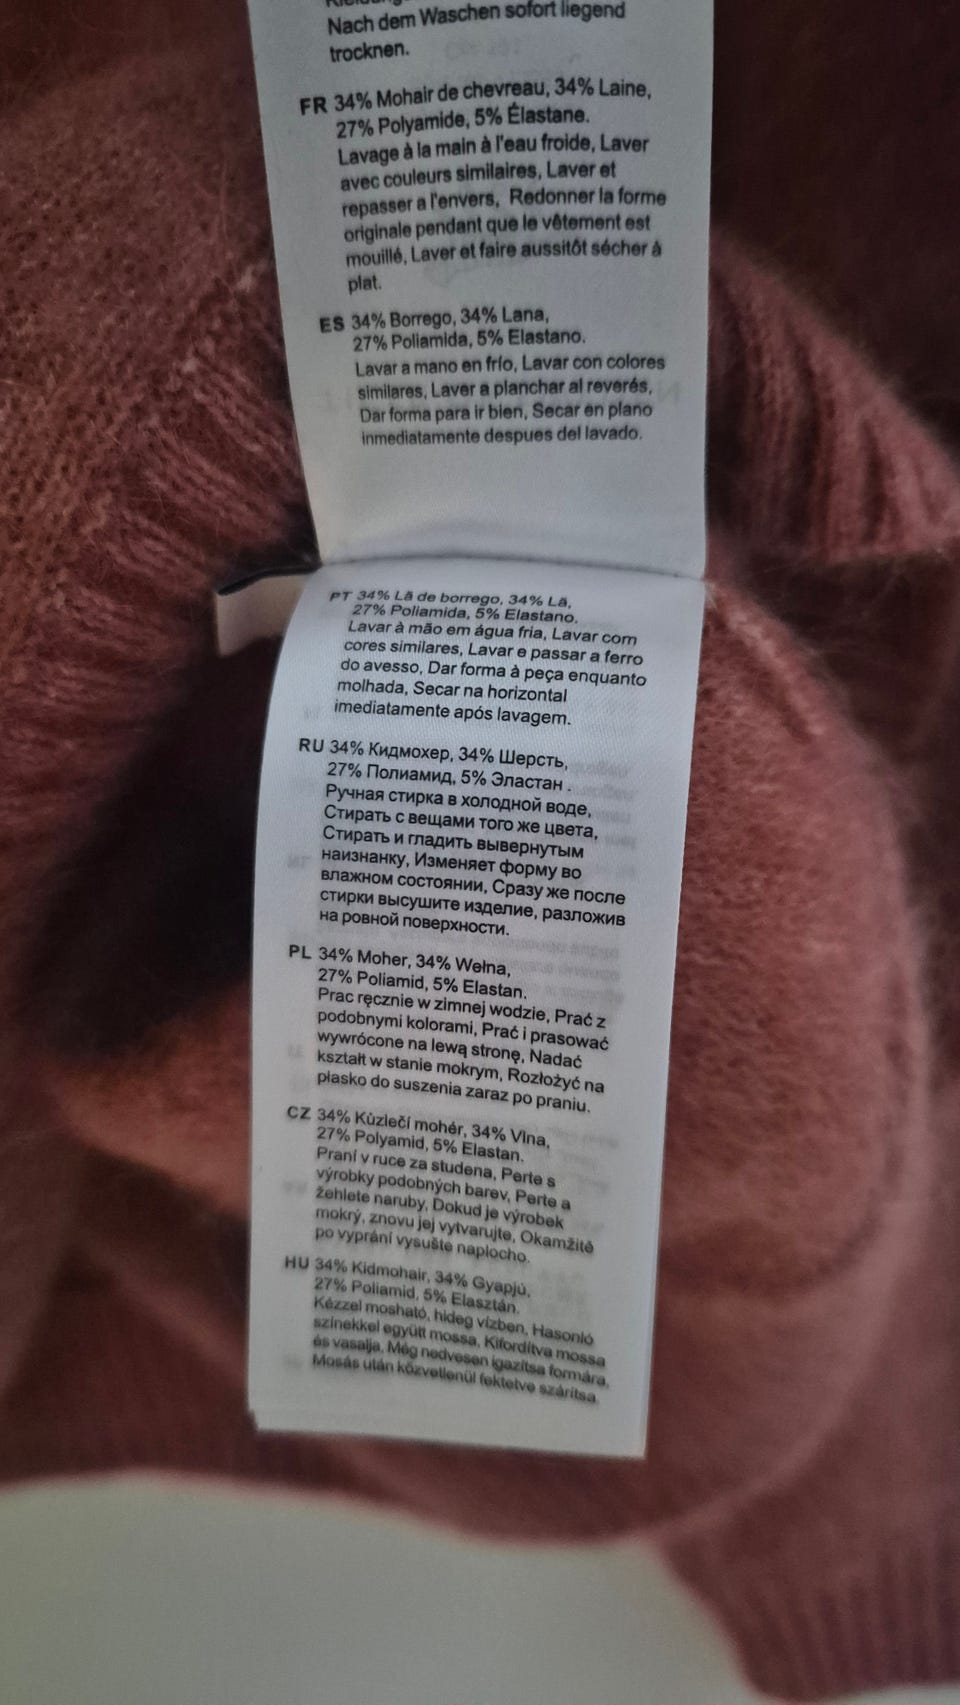 Nach dem Waschen sofort liegend
trocknen.
FR 34% Mohair de chevreau, 34% Laine,
27% Polyamide, 5% Élastane.
Lavage à la main à l'eau froide, Laver
avec couleurs similaires, Laver et
repasser a l'envers, Redonner la forme
originale pendant que le vêtement est
mouillé, Laver et faire aussitôt sécher à
plat.
ES 34% Borrego, 34% Lana,
27% Poliamida, 5% Elastano.
Lavar a mano en frío, Lavar con colores
similares, Laver a planchar al reverés,
Dar forma para ir bien, Secar en plano
inmediatamente despues del lavado.
PT 34% Lã de borrego, 34% Lã,
27% Poliamida, 5% Elastano.
Lavar à mão em água fria, Lavar com
cores similares, Lavar e passar a ferro
do avesso, Dar forma à peça enquanto
molhada, Secar na horizontal
imediatamente após lavagem.
RU 34% Кидмохер, 34% Шерсть,
27% Полиамид, 5% Эластан .
Ручная стирка в холодной воде,
Стирать с вещами того же цвета,
Стирать и гладить вывернутым
наизнанку, Изменяет форму во
влажном состоянии, Сразу же после
стирки высушите изделие, разложив
на ровной поверхности.
PL 34% Moher, 34% Wełna,
27% Poliamid, 5% Elastan.
Prac ręcznie w zimnej wodzie, Prać z
podobnymi kolorami, Prać i prasować
wywrócone na lewą stronę, Nadać
kształt w stanie mokrym, Rozłożyć na
płasko do suszenia zaraz po praniu.
CZ 34% Kůzlečí mohér, 34% Vlna,
27% Polyamid, 5% Elastan.
Praní v ruce za studena, Perte s
výrobky podobných barev, Perte a
žehlete naruby, Dokud je výrobek
mokrý, znovu jej vytvarujte, Okamžitě
po vyprání vysušte naplocho.
HU 34% Kidmohair, 34% Gyapjú,
27% Poliamid, 5% Elasztán.
Kézzel mosható, hideg vízben, Hasonló
színekkel együtt mossa, Kifordítva mossa
és vasalja, Még nedvesen igazítsa formára,
Mosás után közvetlenül fektetve szárítsa.